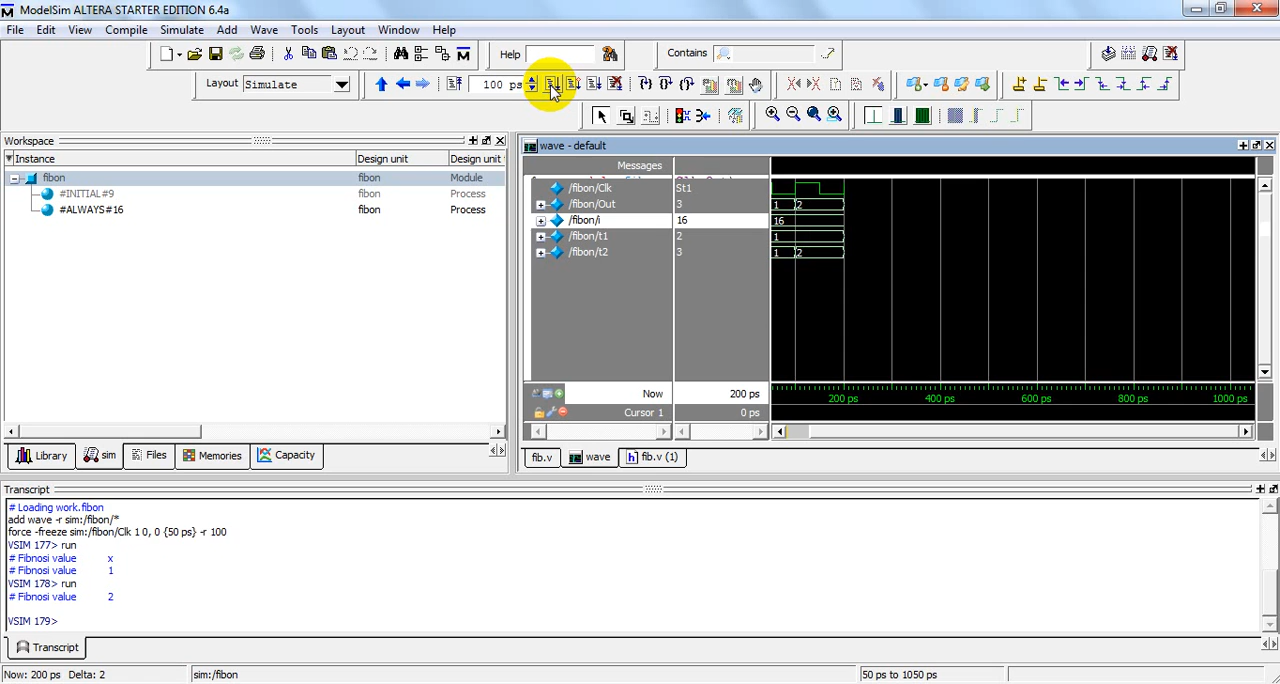 ModelSim ALTERA STARTER EDITION 6.4a
File Edit View Compile Simulate Add Wave Tools Layout Window Help
Help Contains
Layout Simulate 100 ps
Workspace
Instance Design unit Design unit
fibon fibon Module
#INITIAL#9 fibon Process
#ALWAYS#16 fibon Process
Library sim Files Memories Capacity
wave - default
Messages
/fibon/Clk St1
/fibon/Out 3 1 2
/fibon/i 16 16
/fibon/t1 2 1
/fibon/t2 3 1 2
Now 200 ps 200 ps 400 ps 600 ps 800 ps 1000 ps
Cursor 1 0 ps
fib.v wave fib.v (1)
Transcript
# Loading work.fibon
add wave -r sim:/fibon/*
force -freeze sim:/fibon/Clk 1 0, 0 {50 ps} -r 100
VSIM 177> run
# Fibnosi value x
# Fibnosi value 1
VSIM 178> run
# Fibnosi value 2
VSIM 179>
Transcript
Now: 200 ps Delta: 2 sim:/fibon 50 ps to 1050 ps